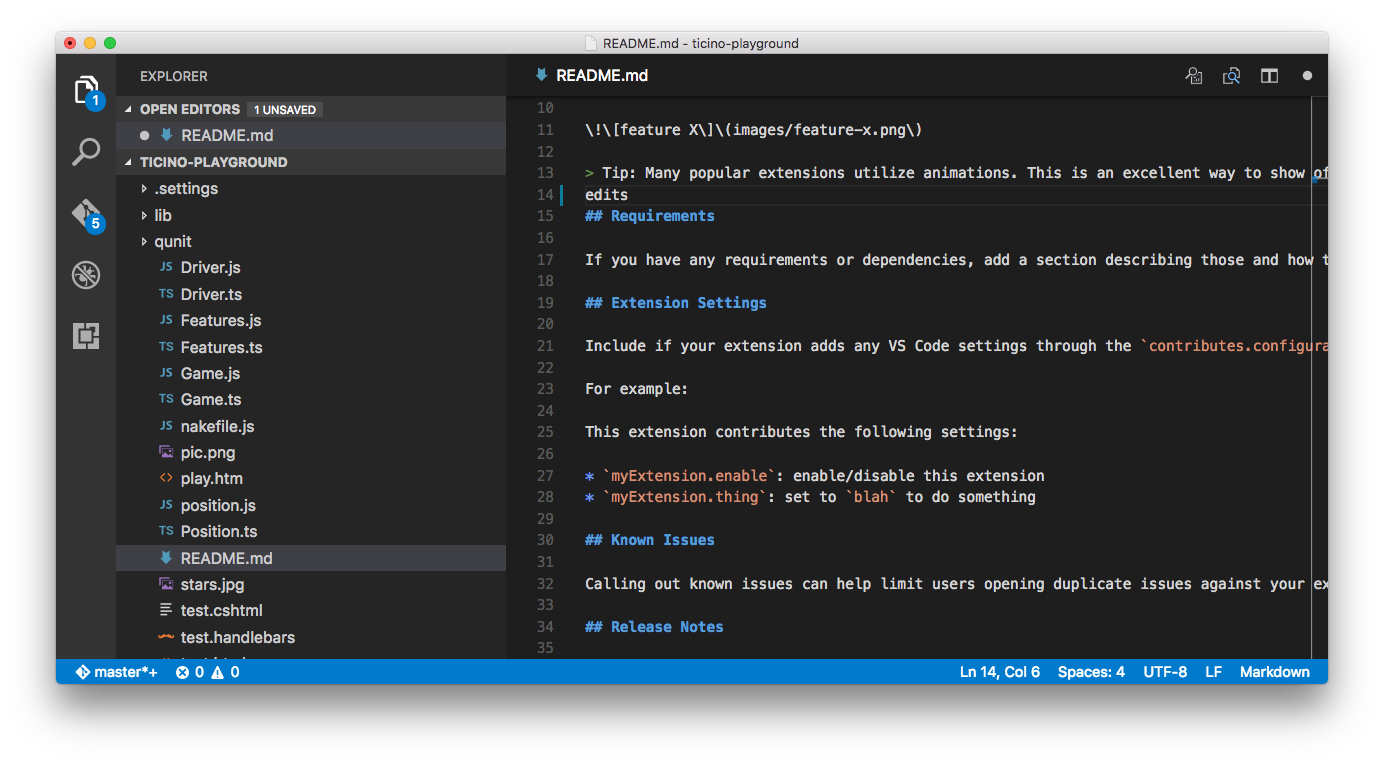 README.md - ticino-playground
EXPLORER
1
OPEN EDITORS 1 UNSAVED
README.md
TICINO-PLAYGROUND
.settings
lib
5
qunit
JS Driver.js
TS Driver.ts
JS Features.js
TS Features.ts
JS Game.js
TS Game.ts
JS nakefile.js
pic.png
<> play.htm
JS position.js
TS Position.ts
README.md
stars.jpg
test.cshtml
test.handlebars
README.md
10
11 \!\[feature X\]\(images/feature-x.png\)
12
13 > Tip: Many popular extensions utilize animations. This is an excellent way to show of
14 edits
15 ## Requirements
16
17 If you have any requirements or dependencies, add a section describing those and how t
18
19 ## Extension Settings
20
21 Include if your extension adds any VS Code settings through the `contributes.configura
22
23 For example:
24
25 This extension contributes the following settings:
26
27 * `myExtension.enable`: enable/disable this extension
28 * `myExtension.thing`: set to `blah` to do something
29
30 ## Known Issues
31
32 Calling out known issues can help limit users opening duplicate issues against your ex
33
34 ## Release Notes
35
master*+ 0 0 Ln 14, Col 6 Spaces: 4 UTF-8 LF Markdown